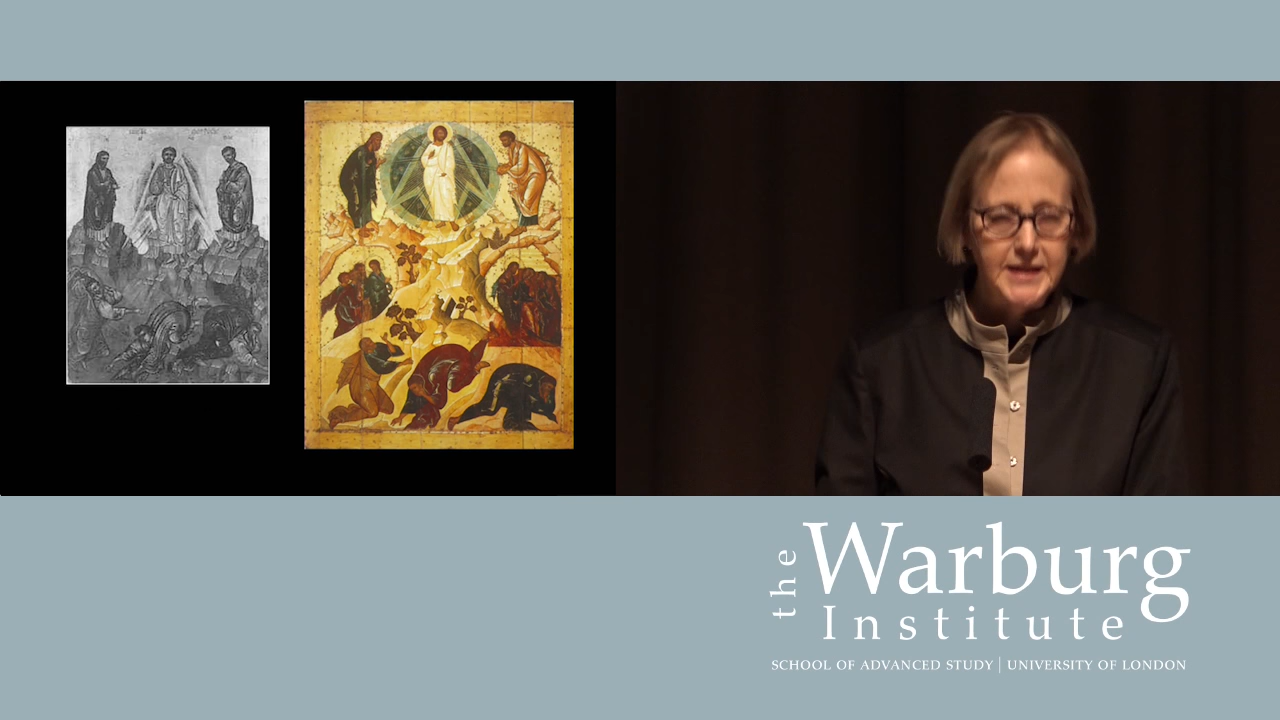 the Warburg
Institute
SCHOOL OF ADVANCED STUDY | UNIVERSITY OF LONDON